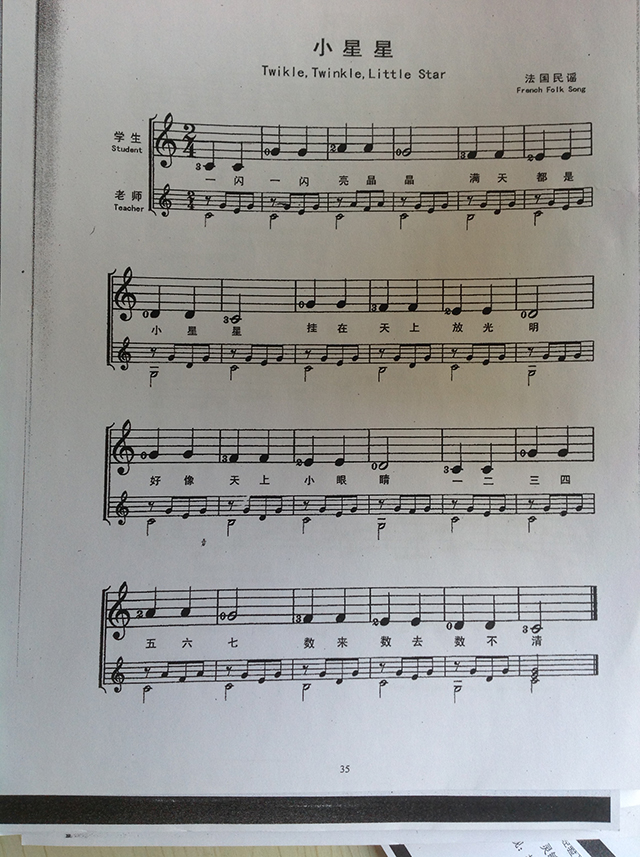 小星星
Twikle,Twinkle,Little Star
法国民谣
French Folk Song
学生
Student
一闪一闪亮晶晶 满天都是
老师
Teacher
小星星 挂在天上放光明
好像天上小眼睛 一二三四
五六七 数来数去数不清
35